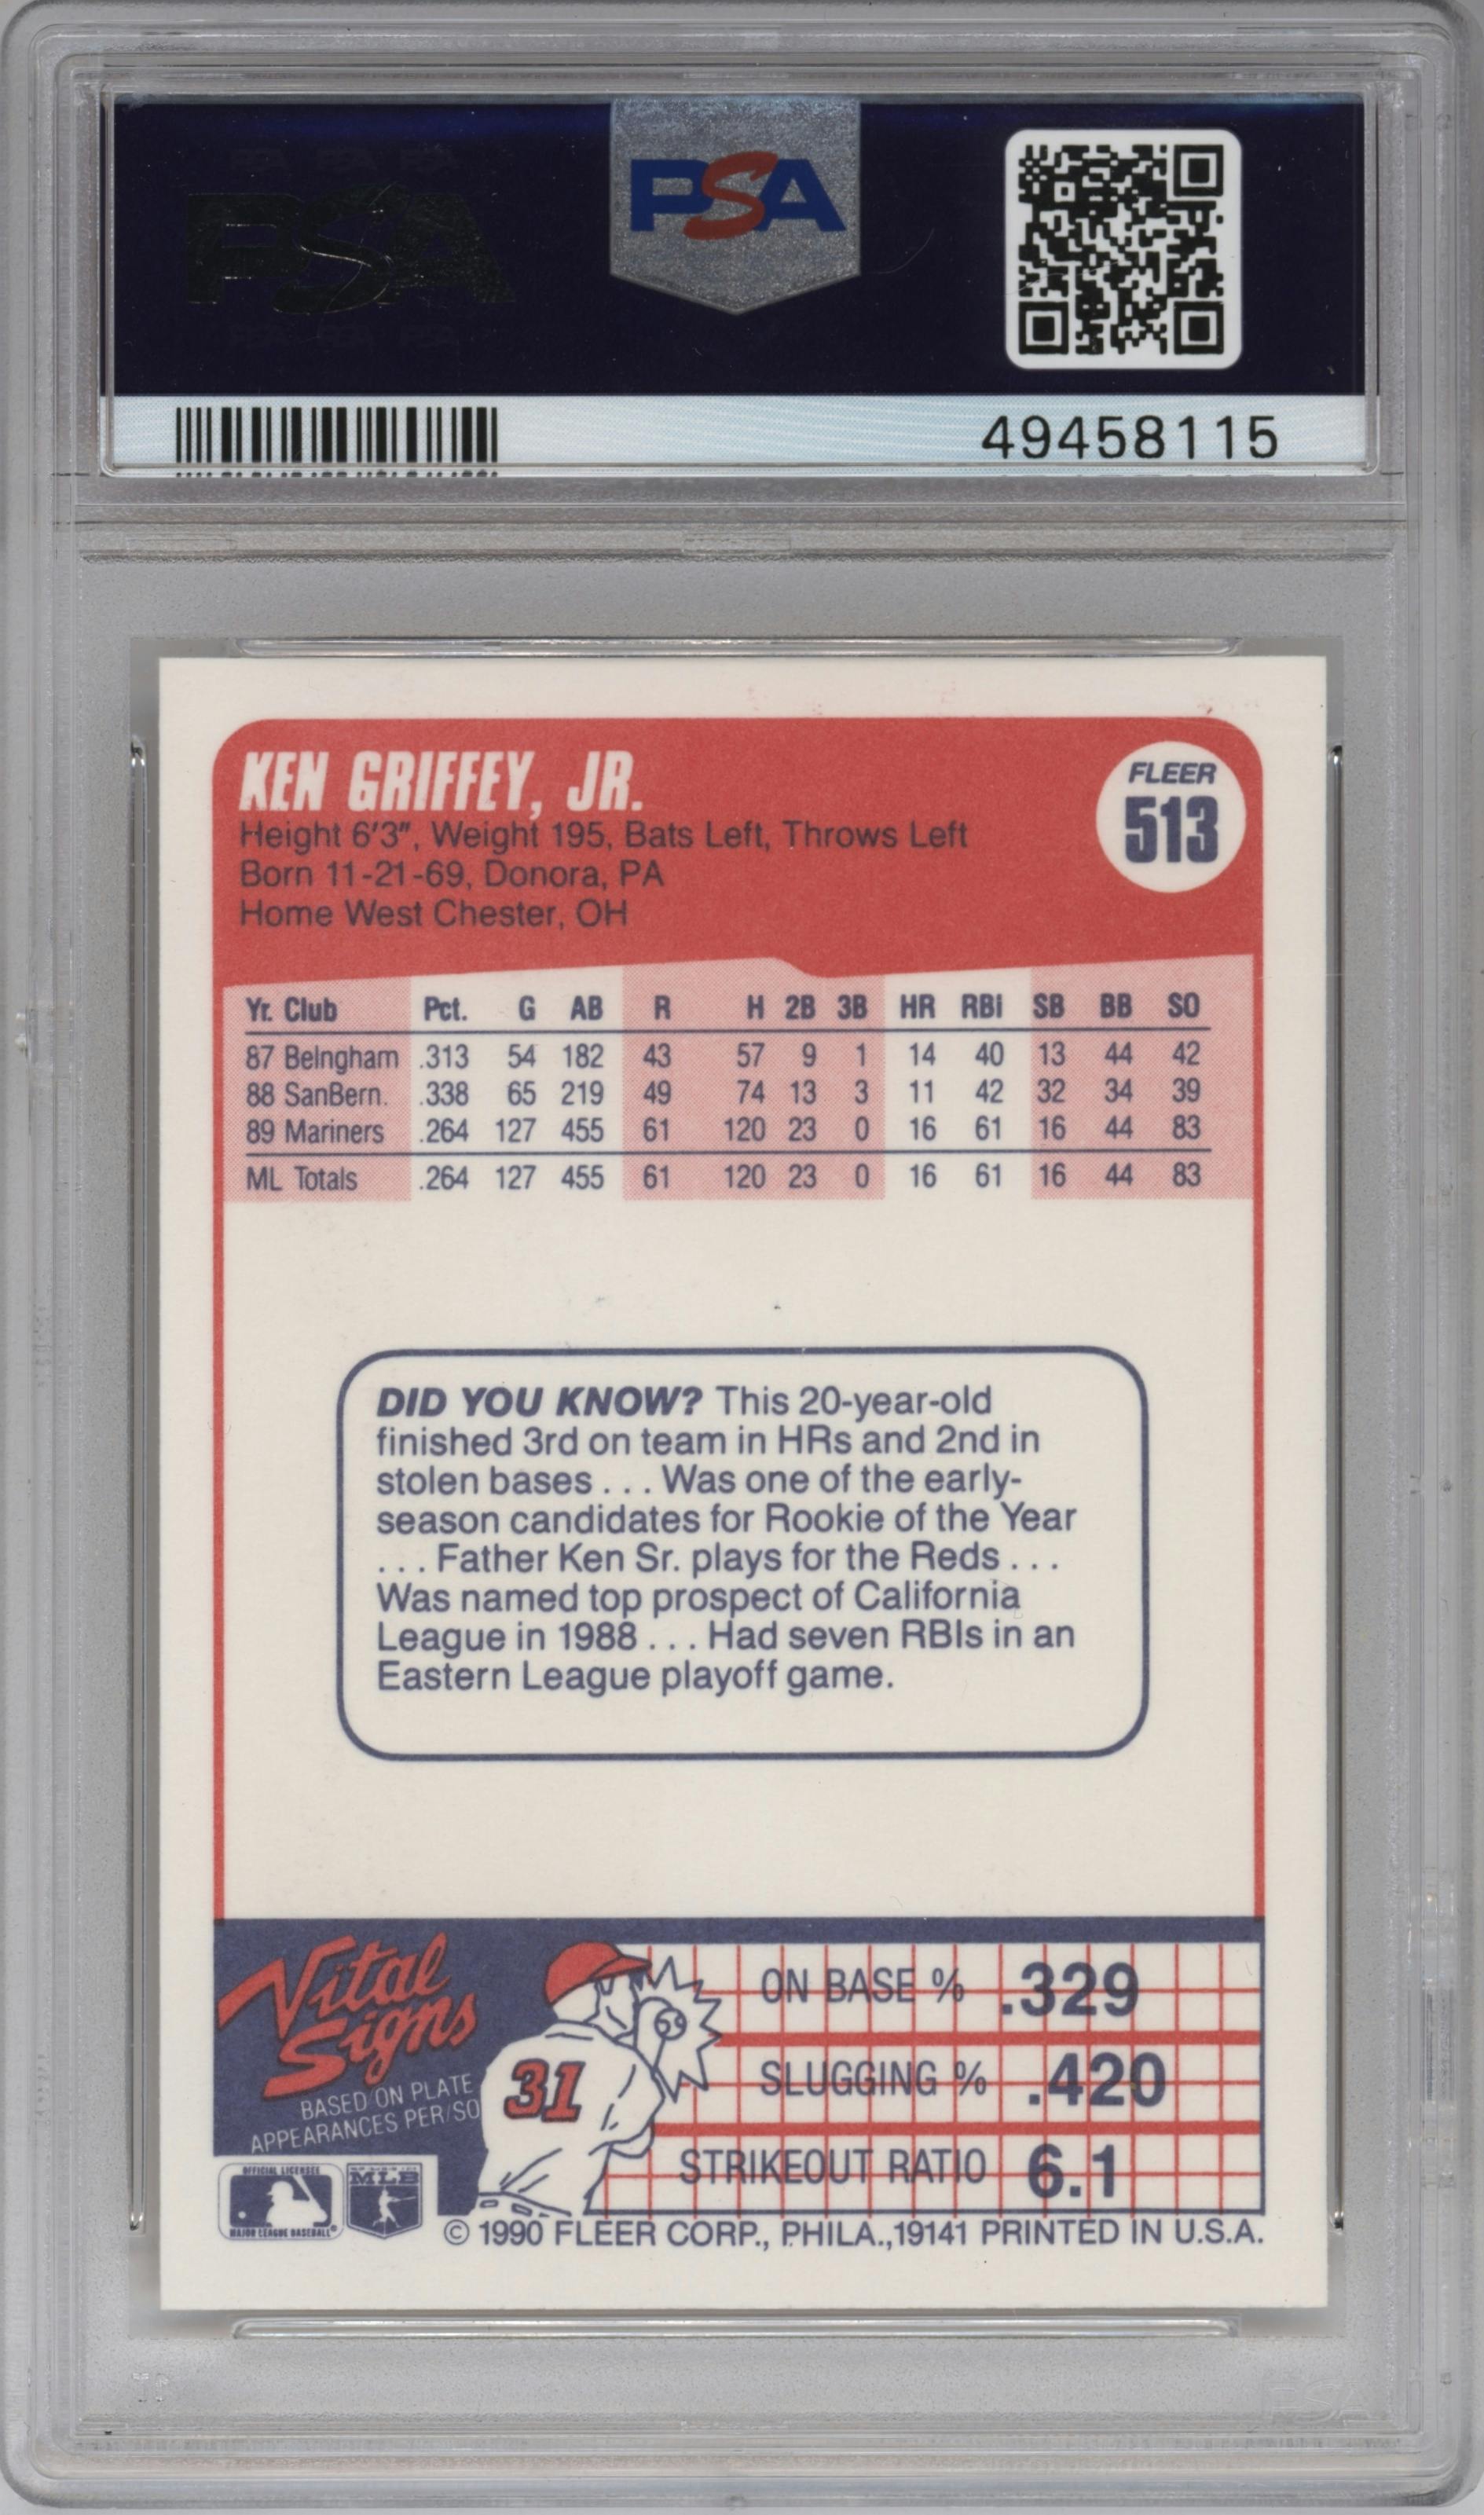 PSA
PSA
49458115
KEN GRIFFEY, JR.
FLEER
513
Height 6'3", Weight 195, Bats Left, Throws Left
Born 11-21-69, Donora, PA
Home West Chester, OH
Yr. Club Pct. G AB R H 2B 3B HR RBI SB BB SO
87 Belngham .313 54 182 43 57 9 1 14 40 13 44 42
88 SanBern. .338 65 219 49 74 13 3 11 42 32 34 39
89 Mariners .264 127 455 61 120 23 0 16 61 16 44 83
ML Totals .264 127 455 61 120 23 0 16 61 16 44 83
DID YOU KNOW? This 20-year-old
finished 3rd on team in HRs and 2nd in
stolen bases . . . Was one of the early-
season candidates for Rookie of the Year
. . . Father Ken Sr. plays for the Reds . . .
Was named top prospect of California
League in 1988 . . . Had seven RBIs in an
Eastern League playoff game.
Vital
Signs
BASED ON PLATE
APPEARANCES PER/SO
31
ON BASE % .329
SLUGGING % .420
STRIKEOUT RATIO 6.1
OFFICIAL LICENSEE
MAJOR LEAGUE BASEBALL®
MLB
© 1990 FLEER CORP., PHILA.,19141 PRINTED IN U.S.A.